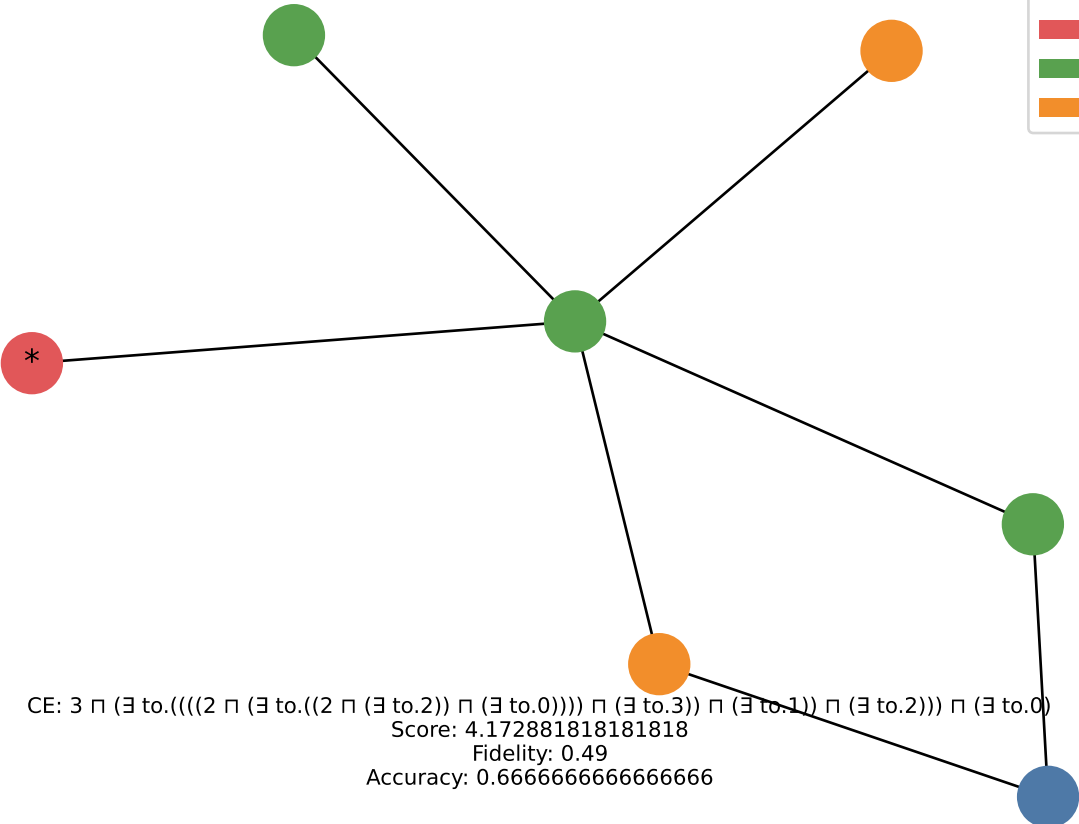 *
CE: 3 ⊓ (∃ to.((((2 ⊓ (∃ to.((2 ⊓ (∃ to.2)) ⊓ (∃ to.0)))) ⊓ (∃ to.3)) ⊓ (∃ to.1)) ⊓ (∃ to.2))) ⊓ (∃ to.0)
Score: 4.172881818181818
Fidelity: 0.49
Accuracy: 0.6666666666666666